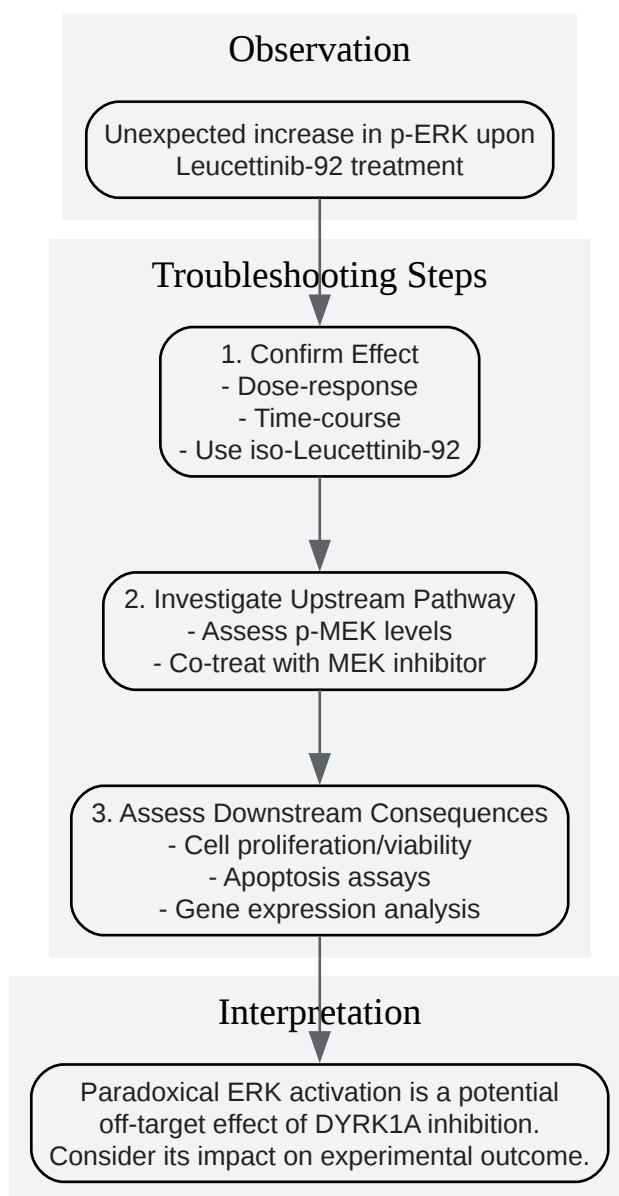 Observation
Unexpected increase in p-ERK upon
Leucettinib-92 treatment
Troubleshooting Steps
1. Confirm Effect
- Dose-response
- Time-course
- Use iso-Leucettinib-92
2. Investigate Upstream Pathway
- Assess p-MEK levels
- Co-treat with MEK inhibitor
3. Assess Downstream Consequences
- Cell proliferation/viability
- Apoptosis assays
- Gene expression analysis
Interpretation
Paradoxical ERK activation is a potential
off-target effect of DYRK1A inhibition.
Consider its impact on experimental outcome.